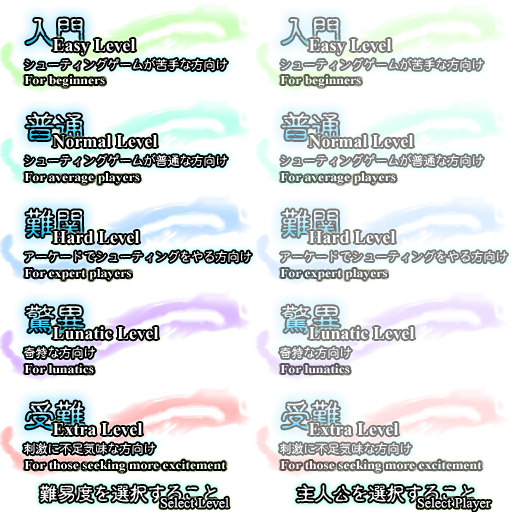 入門
Easy Level
シューティングゲームが苦手な方向け
For beginners
普通
Normal Level
シューティングゲームが普通な方向け
For average players
難関
Hard Level
アーケードでシューティングをやる方向け
For expert players
驚異
Lunatic Level
奇特な方向け
For lunatics
受難
Extra Level
刺激に不足気味な方向け
For those seeking more excitement
難易度を選択すること
Select Level
入門
Easy Level
シューティングゲームが苦手な方向け
For beginners
普通
Normal Level
シューティングゲームが普通な方向け
For average players
難関
Hard Level
アーケードでシューティングをやる方向け
For expert players
驚異
Lunatic Level
奇特な方向け
For lunatics
受難
Extra Level
刺激に不足気味な方向け
For those seeking more excitement
主人公を選択すること
Select Player